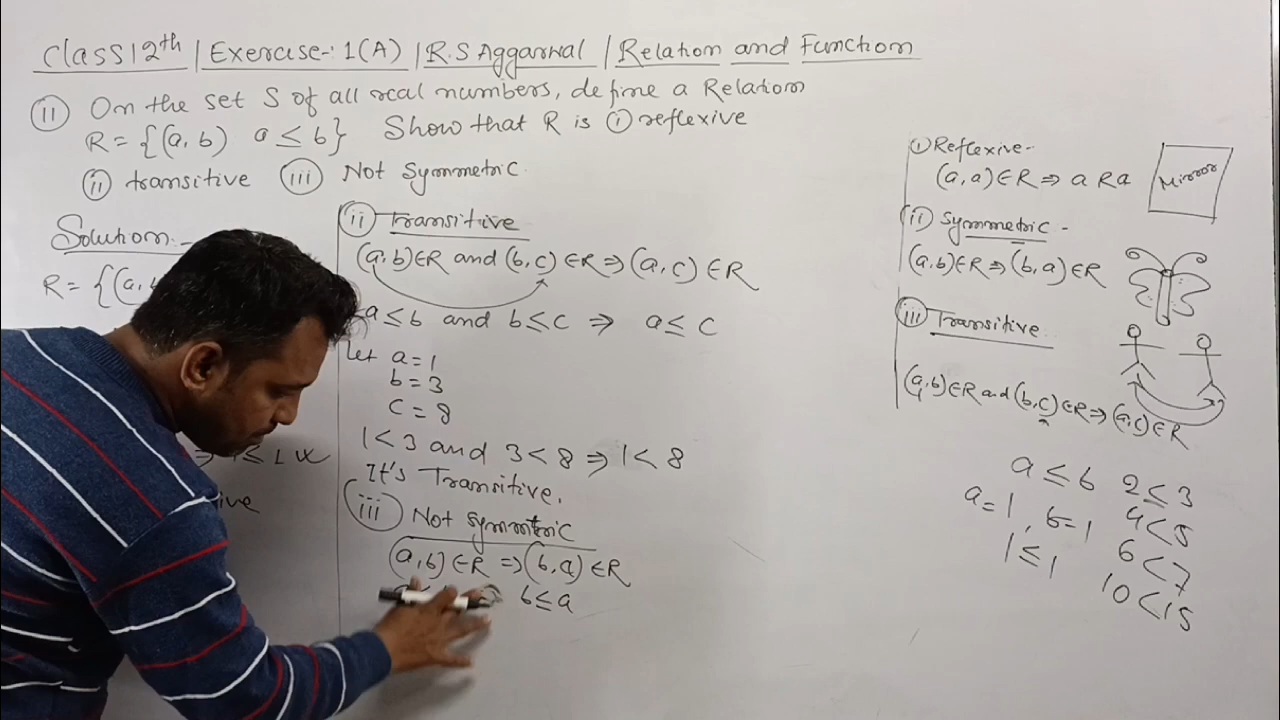 Class 12th | Exercise-: 1(A) | R.S Aggarwal | Relation and Function
(11) On the set S of all real numbers, define a Relation
R = {(a, b) a ≤ b} Show that R is (i) reflexive
(ii) transitive (iii) Not Symmetric.
Solution:-
R = {(a,
≤ 1
ive
(ii) Transitive
(a,b)∈R and (b,c)∈R ⇒ (a,c)∈R
a≤b and b≤c ⇒ a≤c
let a=1
b=3
c=8
1<3 and 3<8 ⇒ 1<8
It's Transitive.
(iii) Not symmetric
(a,b)∈R ⇒ (b,a)∈R
b≤a
(i) Reflexive-
(a,a)∈R ⇒ a R a
Mirror
(ii) Symmetric -
(a,b)∈R ⇒ (b,a)∈R
(iii) Transitive
(a,b)∈R and (b,c)∈R ⇒ (a,c)∈R
a ≤ b
a=1, b=1
1≤1
2≤3
4<5
6<7
10<15